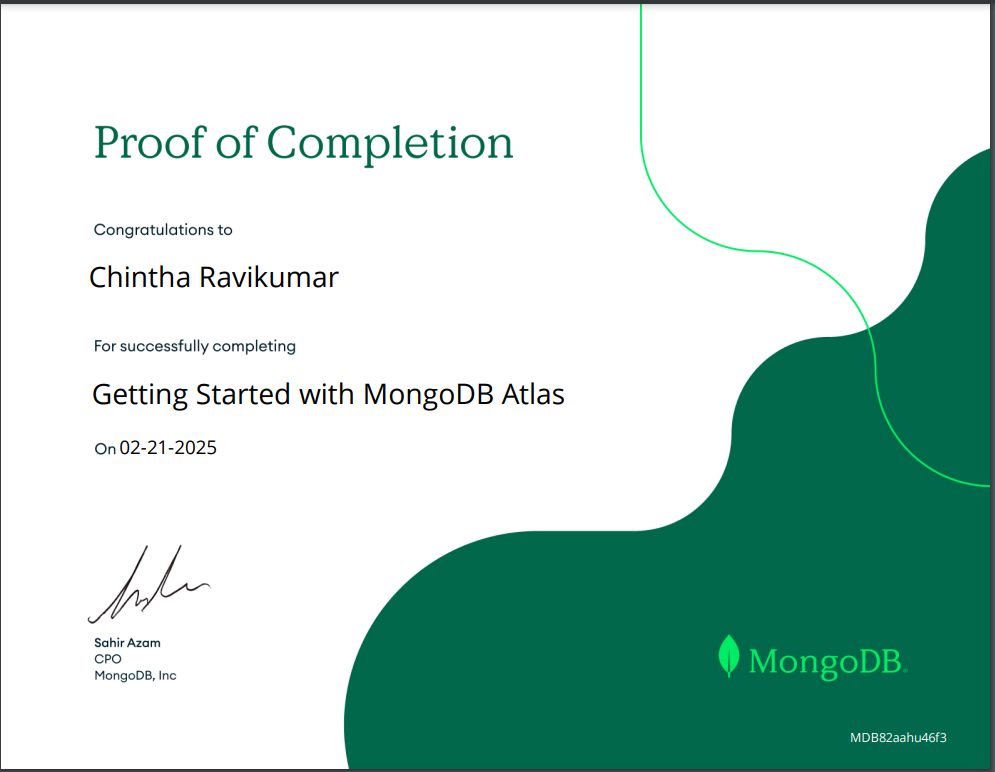 Proof of Completion
Congratulations to
Chintha Ravikumar
For successfully completing
Getting Started with MongoDB Atlas
On 02-21-2025
Sahir Azam
CPO
MongoDB, Inc
MongoDB.
MDB82aahu46f3